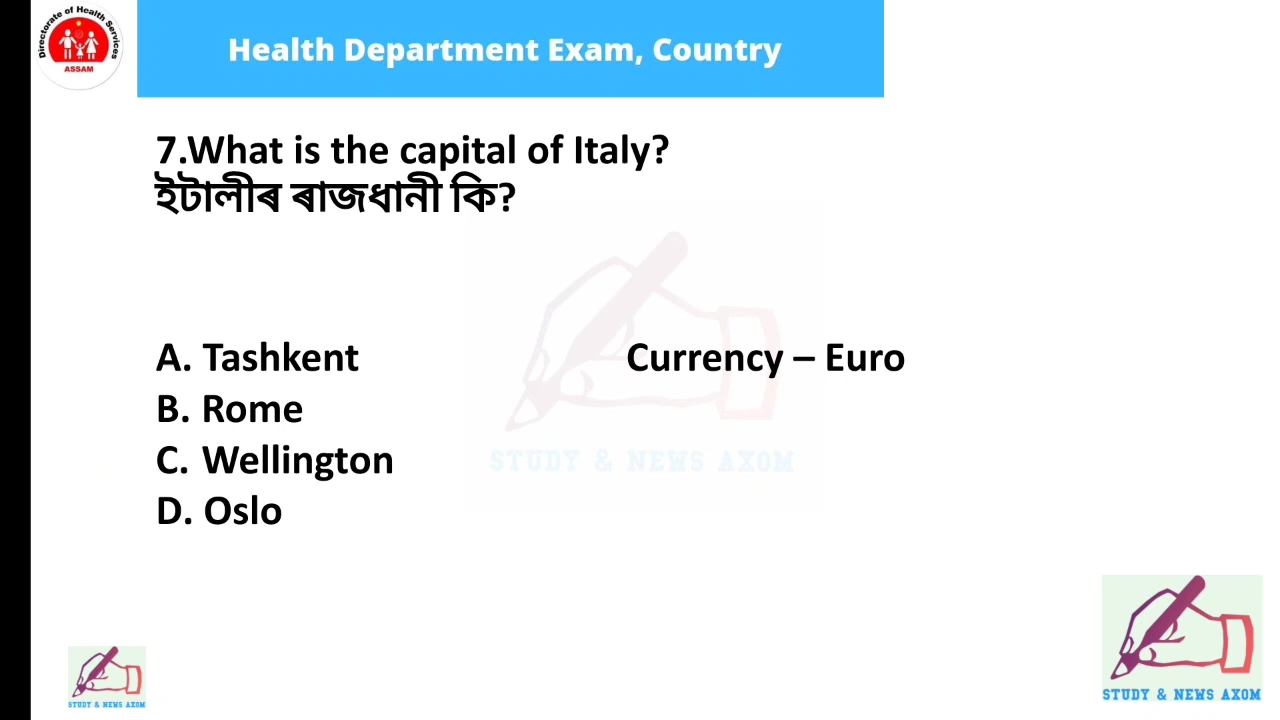 Directorate of Health Services
ASSAM
Health Department Exam, Country
7.What is the capital of Italy?
ইটালীৰ ৰাজধানী কি?
A. Tashkent
Currency – Euro
B. Rome
C. Wellington
D. Oslo
STUDY & NEWS AXOM
STUDY & NEWS AXOM
STUDY & NEWS AXOM